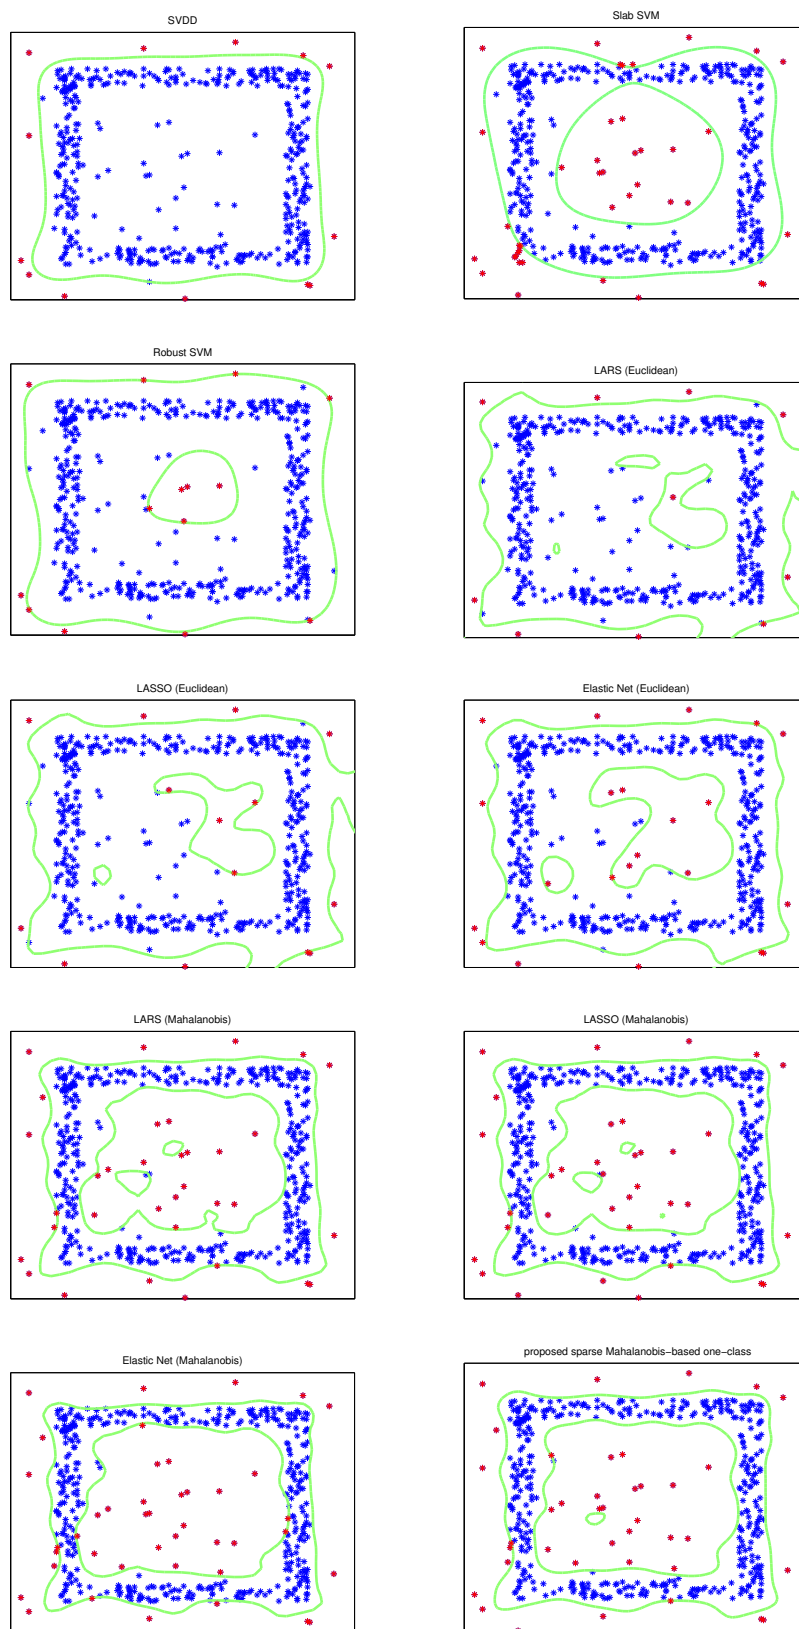 SVDD
Slab SVM
Robust SVM
LARS (Euclidean)
LASSO (Euclidean)
Elastic Net (Euclidean)
LARS (Mahalanobis)
LASSO (Mahalanobis)
Elastic Net (Mahalanobis)
proposed sparse Mahalanobis−based one−class